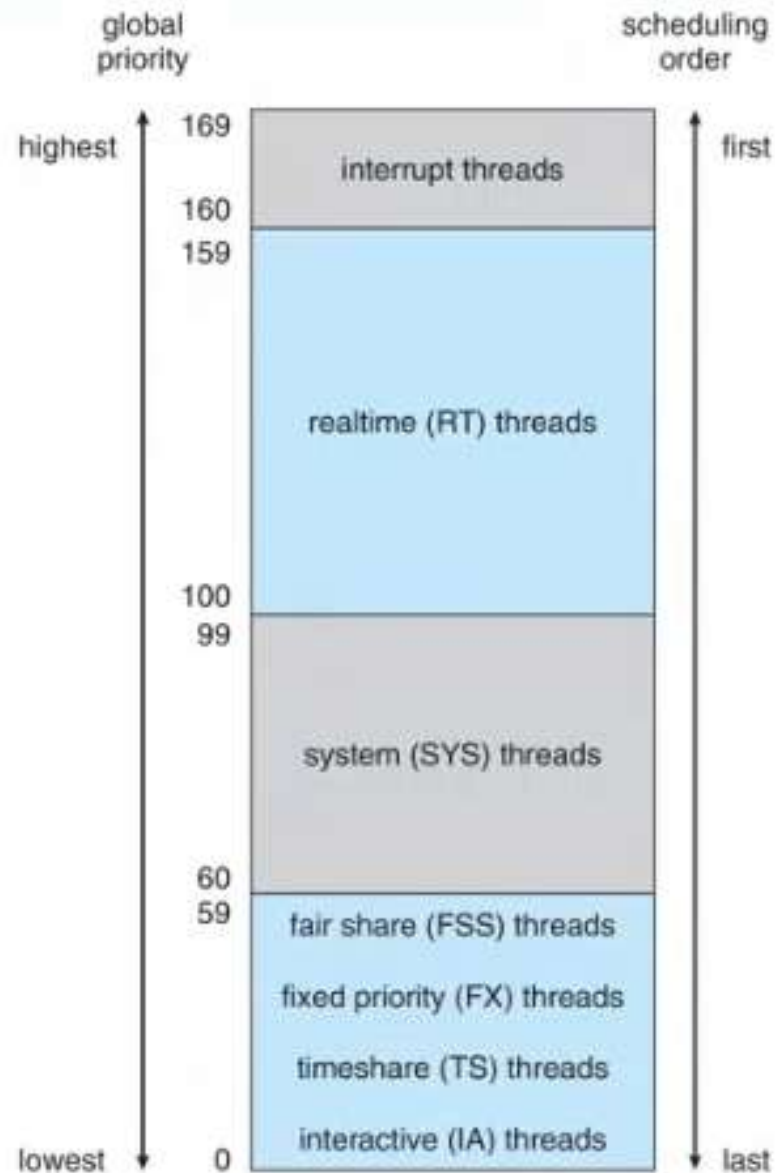 global
priority
scheduling
order
highest
first
169
interrupt threads
160
159
realtime (RT) threads
100
99
system (SYS) threads
60
59
fair share (FSS) threads
fixed priority (FX) threads
timeshare (TS) threads
interactive (IA) threads
lowest
0
last